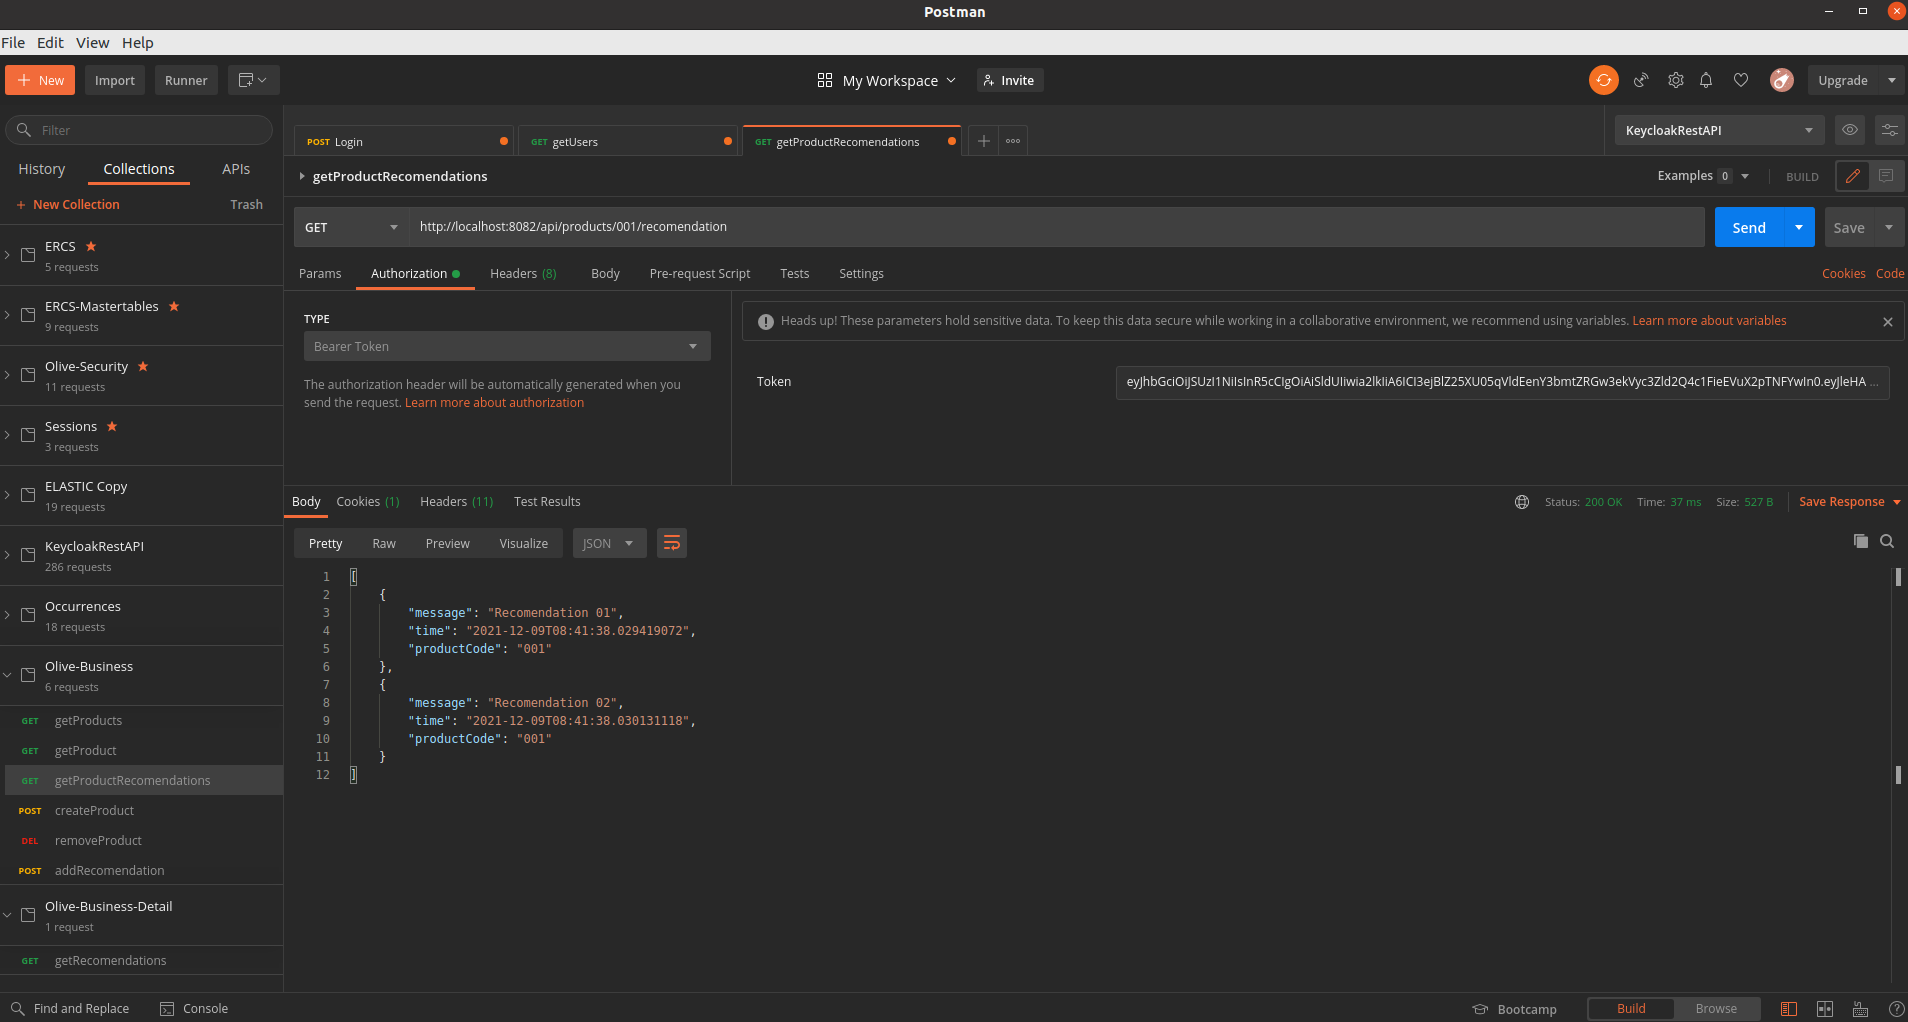 Postman
File Edit View Help
New Import Runner
My Workspace Invite Upgrade
Filter
History Collections APIs
+ New Collection Trash
ERCS
5 requests
ERCS-Mastertables
9 requests
Olive-Security
11 requests
Sessions
3 requests
ELASTIC Copy
19 requests
KeycloakRestAPI
286 requests
Occurrences
18 requests
Olive-Business
6 requests
GET getProducts
GET getProduct
GET getProductRecomendations
POST createProduct
DEL removeProduct
POST addRecomendation
Olive-Business-Detail
1 request
GET getRecomendations
POST Login GET getUsers GET getProductRecomendations
KeycloakRestAPI
getProductRecomendations Examples 0 BUILD
GET http://localhost:8082/api/products/001/recomendation Send Save
Params Authorization Headers (8) Body Pre-request Script Tests Settings Cookies Code
TYPE
Bearer Token
The authorization header will be automatically generated when you
send the request. Learn more about authorization
Heads up! These parameters hold sensitive data. To keep this data secure while working in a collaborative environment, we recommend using variables. Learn more about variables
Token
Body Cookies (1) Headers (11) Test Results Status: 200 OK Time: 37 ms Size: 527 B Save Response
Pretty Raw Preview Visualize JSON
1 [
2 {
3 "message": "Recomendation 01",
4 "time": "2021-12-09T08:41:38.029419072",
5 "productCode": "001"
6 },
7 {
8 "message": "Recomendation 02",
9 "time": "2021-12-09T08:41:38.030131118",
10 "productCode": "001"
11 }
12 ]
Find and Replace Console Bootcamp Build Browse